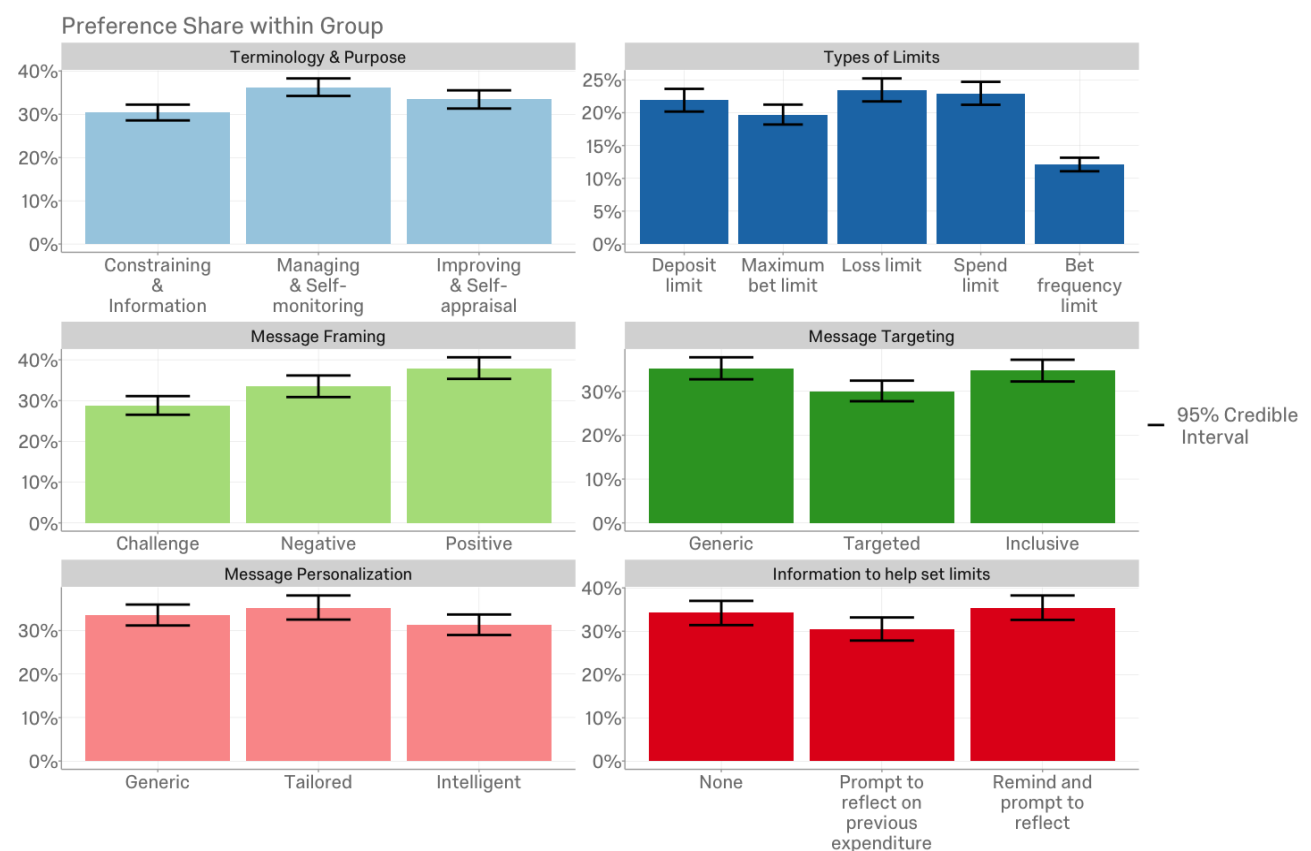 Preference Share within Group
Terminology & Purpose
40%
30%
20%
10%
0%
Constraining
&
Information
Managing
& Self-
monitoring
Improving
& Self-
appraisal
Types of Limits
25%
20%
15%
10%
5%
0%
Deposit
limit
Maximum
bet limit
Loss limit
Spend
limit
Bet
frequency
limit
Message Framing
40%
30%
20%
10%
0%
Challenge
Negative
Positive
Message Targeting
30%
20%
10%
0%
Generic
Targeted
Inclusive
95% Credible
Interval
Message Personalization
30%
20%
10%
0%
Generic
Tailored
Intelligent
Information to help set limits
40%
30%
20%
10%
0%
None
Prompt to
reflect on
previous
expenditure
Remind and
prompt to
reflect